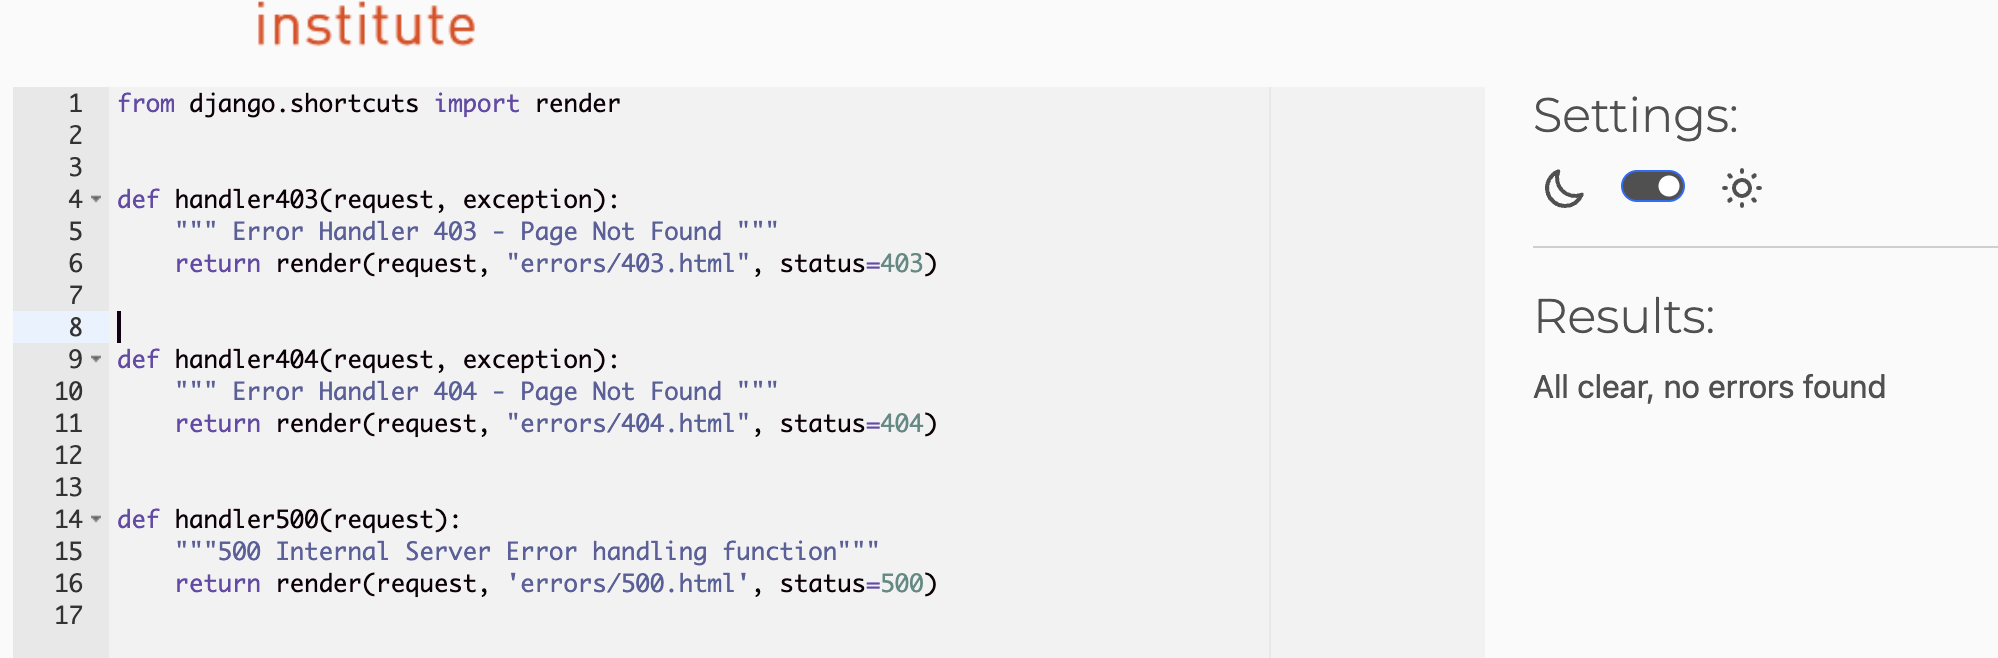 institute
1 from django.shortcuts import render
2
3
4 def handler403(request, exception):
5     """ Error Handler 403 - Page Not Found """
6     return render(request, "errors/403.html", status=403)
7
8
9 def handler404(request, exception):
10     """ Error Handler 404 - Page Not Found """
11     return render(request, "errors/404.html", status=404)
12
13
14 def handler500(request):
15     """500 Internal Server Error handling function"""
16     return render(request, 'errors/500.html', status=500)
17
Settings:
Results:
All clear, no errors found